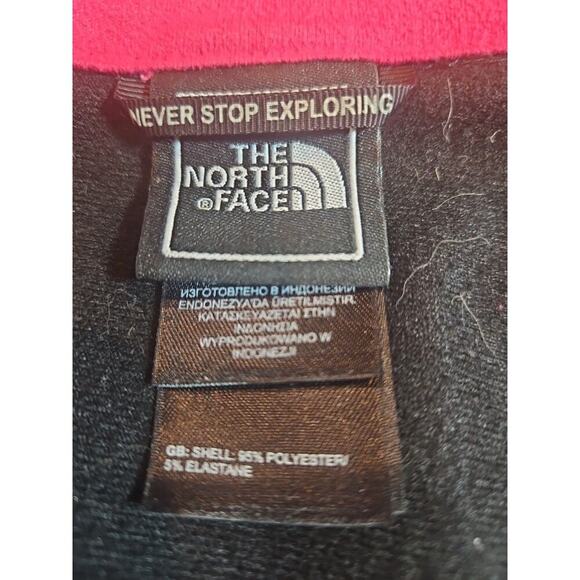 NEVER STOP EXPLORING
THE
NORTH
® FACE
ИЗГОТОВЛЕНО В ИНДОНЕЗИИ
ENDONEZYA'DA ÜRETILMISTIR.
ΚΑΤΑΣΚΕΥΑΖΕΤΑΙ ΣΤΗΝ
ΙΝΔΟΝΗΣΙΑ
WYPRODUKOWANO W
INDONEZJI
GB: SHELL: 95% POLYESTER/
5% ELASTANE